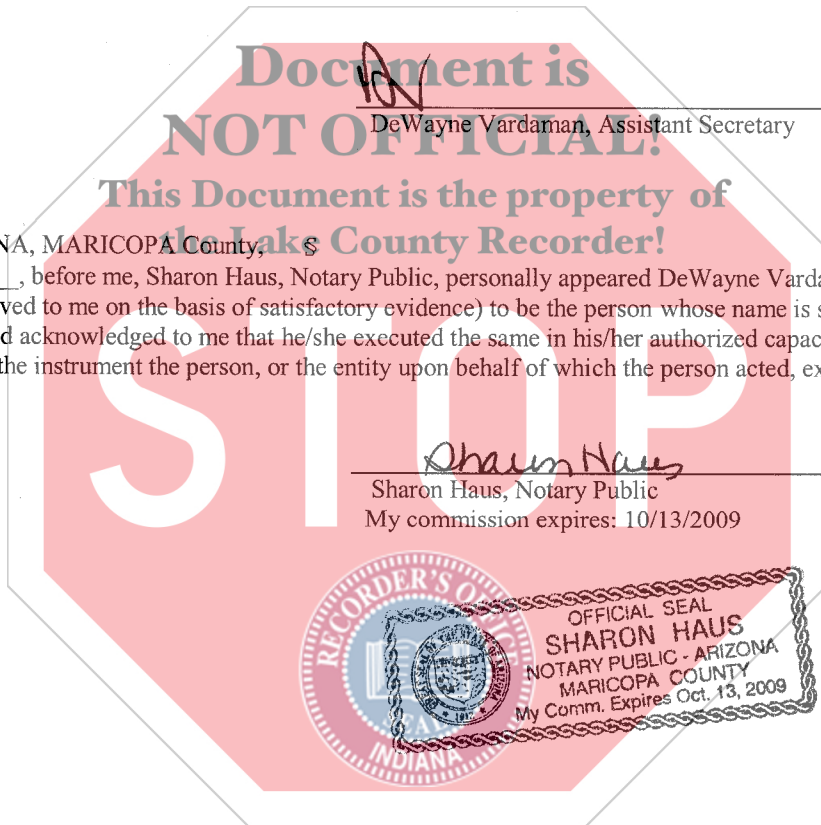 Document is
NOT OFFICIAL!
This Document is the property of
the Lake County Recorder!
STOP
DV
DeWayne Vardaman, Assistant Secretary
NA, MARICOPA County, S
__, before me, Sharon Haus, Notary Public, personally appeared DeWayne Varda
ved to me on the basis of satisfactory evidence) to be the person whose name is s
d acknowledged to me that he/she executed the same in his/her authorized capac
the instrument the person, or the entity upon behalf of which the person acted, ex
Sharon Haus
Sharon Haus, Notary Public
My commission expires: 10/13/2009
RECORDER'S OFFICE
SEAL
INDIANA
OFFICIAL SEAL
SHARON HAUS
NOTARY PUBLIC - ARIZONA
MARICOPA COUNTY
My Comm. Expires Oct. 13, 2009
1912